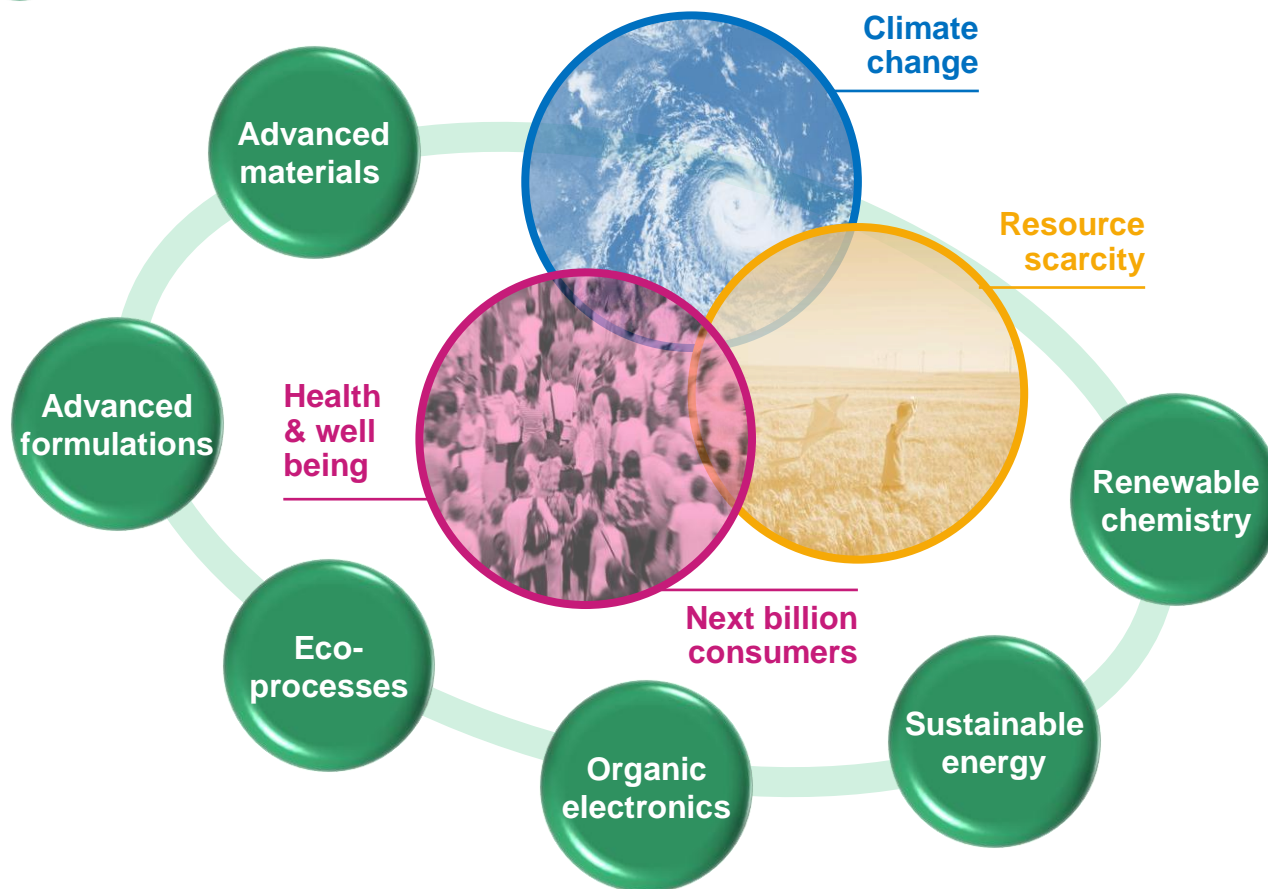 Climate
change
Advanced
materials
Resource
scarcity
Health
& well
being
Advanced
formulations
Renewable
chemistry
Next billion
consumers
Eco-
processes
Sustainable
energy
Organic
electronics